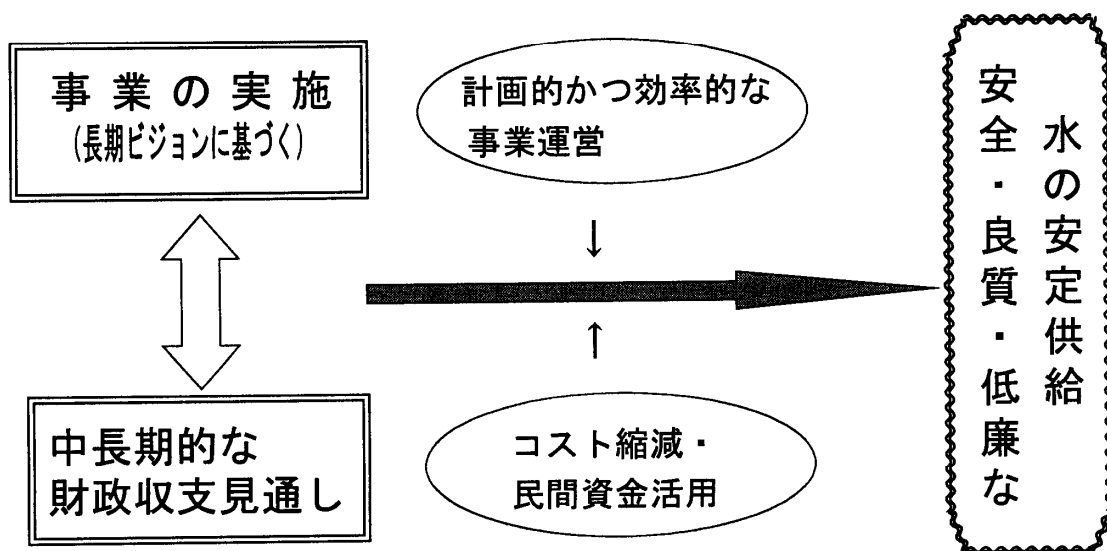 事業の実施
(長期ビジョンに基づく)
計画的かつ効率的な
事業運営
↓
↑
中長期的な
財政収支見通し
コスト縮減・
民間資金活用
安全・良質・低廉な
水の安定供給